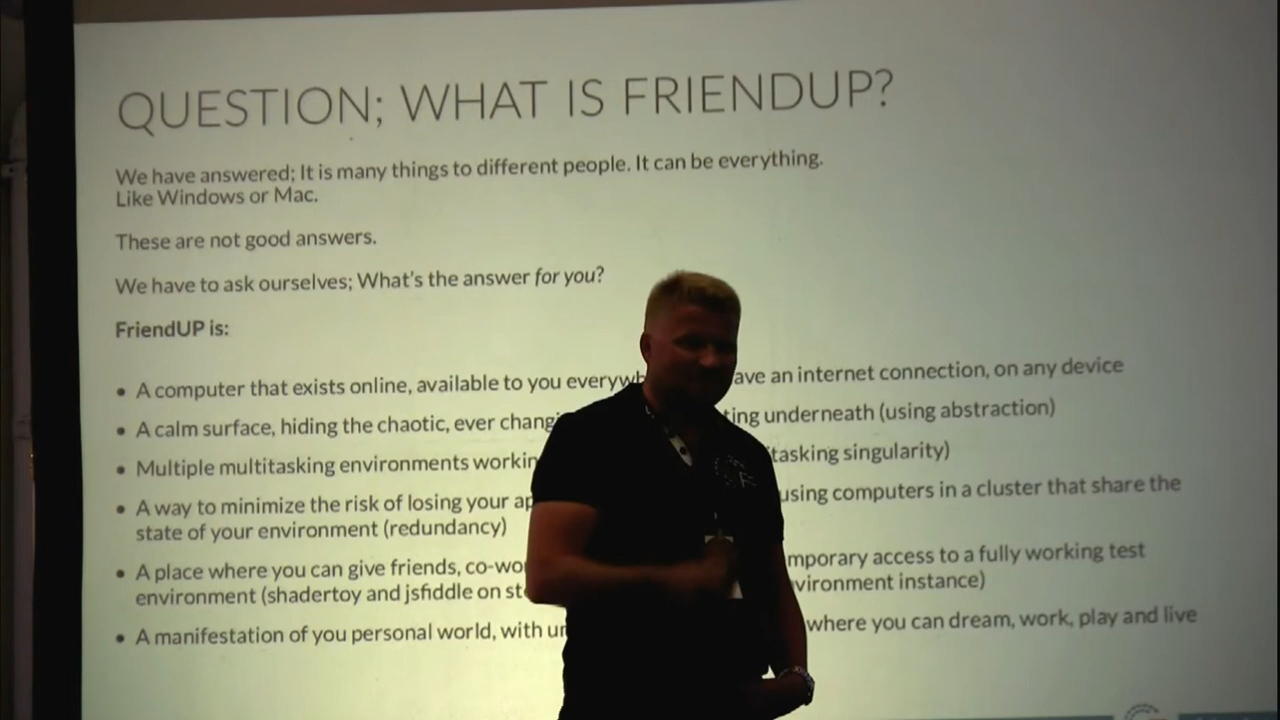 QUESTION; WHAT IS FRIENDUP?
We have answered; It is many things to different people. It can be everything.
Like Windows or Mac.
These are not good answers.
We have to ask ourselves; What's the answer for you?
FriendUP is:
• A computer that exists online, available to you everywh ave an internet connection, on any device
• A calm surface, hiding the chaotic, ever changi ting underneath (using abstraction)
• Multiple multitasking environments workin tasking singularity)
• A way to minimize the risk of losing your ap using computers in a cluster that share the
state of your environment (redundancy)
• A place where you can give friends, co-wo mporary access to a fully working test
environment (shadertoy and jsfiddle on st vironment instance)
• A manifestation of you personal world, with un where you can dream, work, play and live